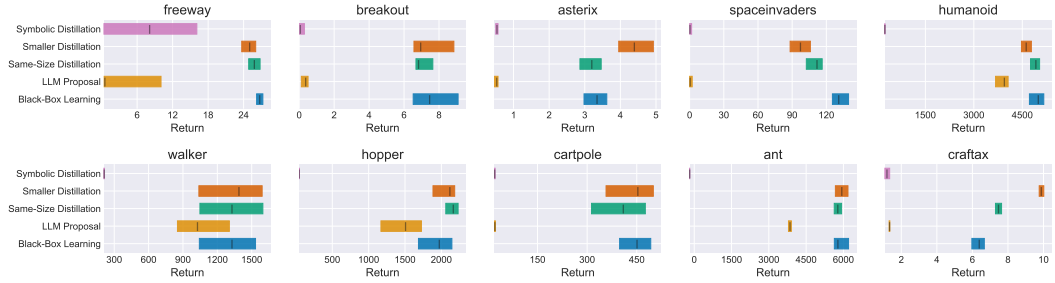 freeway
breakout
asterix
spaceinvaders
humanoid
Symbolic Distillation
Smaller Distillation
Same-Size Distillation
LLM Proposal
Black-Box Learning
6 12 18 24
0 2 4 6 8
1 2 3 4 5
0 30 60 90 120
1500 3000 4500
Return Return Return Return Return
walker
hopper
cartpole
ant
craftax
Symbolic Distillation
Smaller Distillation
Same-Size Distillation
LLM Proposal
Black-Box Learning
300 600 900 1200 1500
500 1000 1500 2000
150 300 450
0 1500 3000 4500 6000
2 4 6 8 10
Return Return Return Return Return